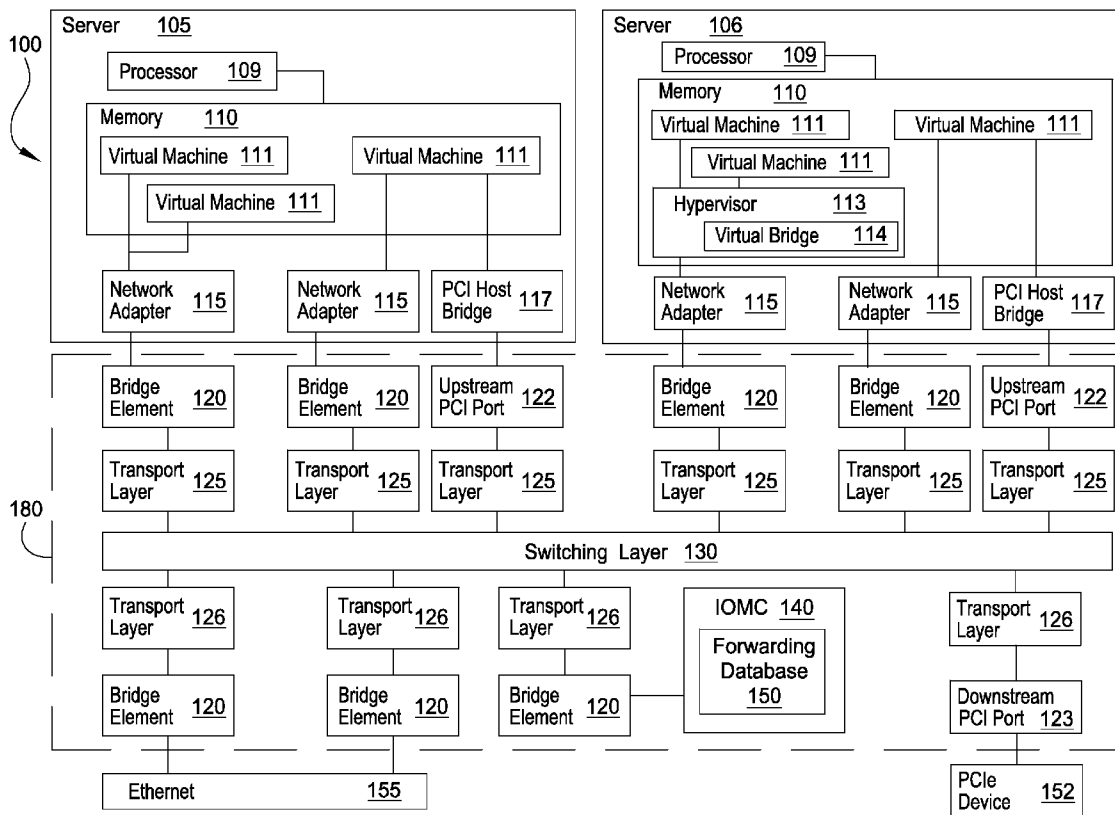 100
Server 105
Processor 109
Memory 110
Virtual Machine 111
Virtual Machine 111
Virtual Machine 111
Network Adapter 115
Network Adapter 115
PCI Host Bridge 117
Server 106
Processor 109
Memory 110
Virtual Machine 111
Virtual Machine 111
Virtual Machine 111
Hypervisor 113
Virtual Bridge 114
Network Adapter 115
Network Adapter 115
PCI Host Bridge 117
180
Bridge Element 120
Bridge Element 120
Upstream PCI Port 122
Bridge Element 120
Bridge Element 120
Upstream PCI Port 122
Transport Layer 125
Transport Layer 125
Transport Layer 125
Transport Layer 125
Transport Layer 125
Transport Layer 125
Switching Layer 130
Transport Layer 126
Transport Layer 126
Transport Layer 126
IOMC 140
Forwarding Database 150
Transport Layer 126
Bridge Element 120
Bridge Element 120
Bridge Element 120
Downstream PCI Port 123
Ethernet 155
PCIe Device 152